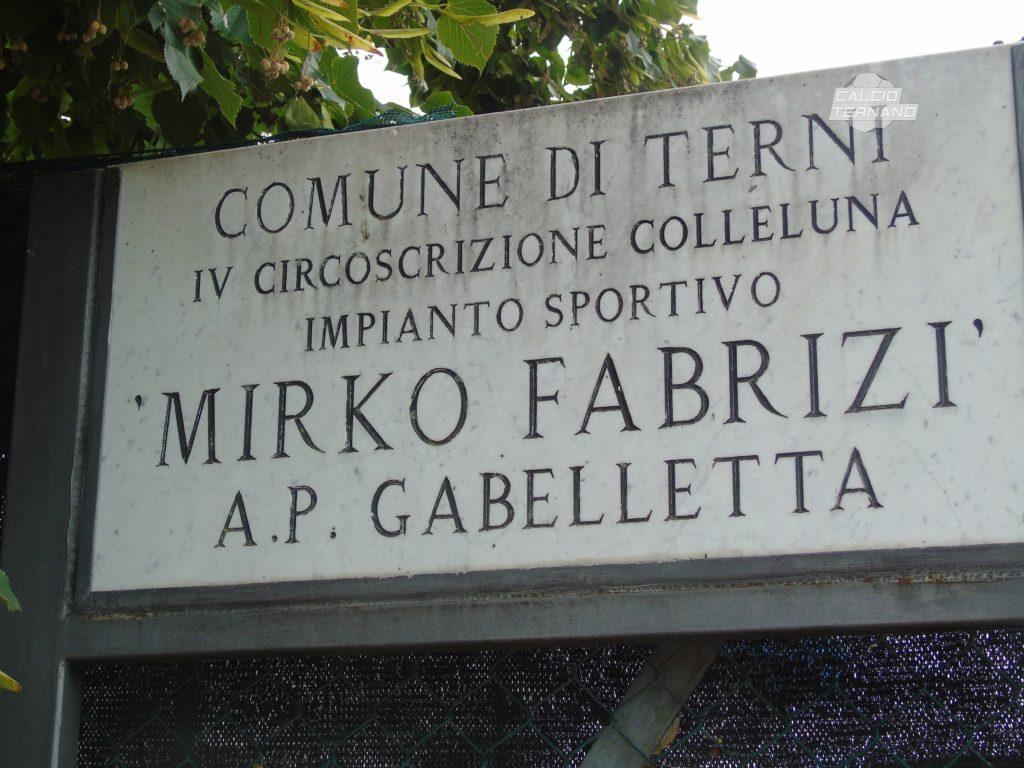 CALCIO
TERNANO
COMUNE DI TERNI
IV CIRCOSCRIZIONE COLLELUNA
IMPIANTO SPORTIVO
'MIRKO FABRIZI'
A.P. GABELLETTA